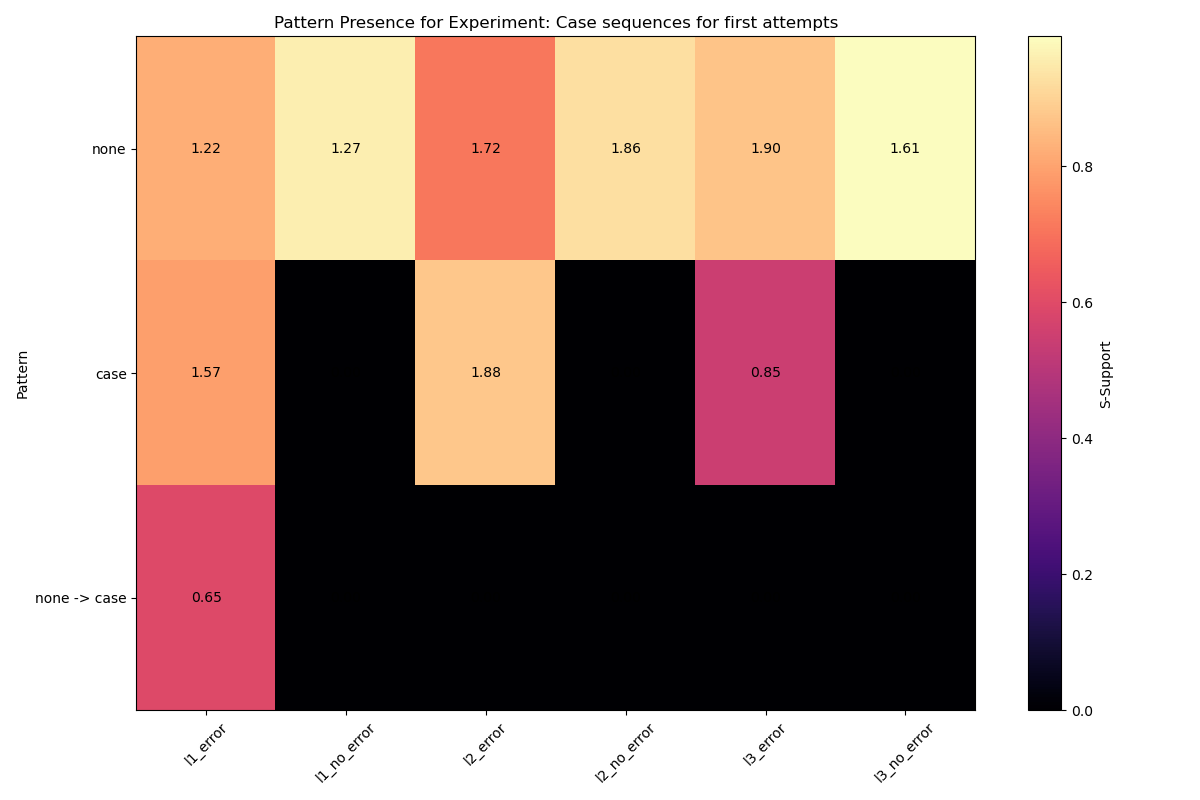 Pattern Presence for Experiment: Case sequences for first attempts
none
1.22
1.27
1.72
1.86
1.90
1.61
case
1.57
1.88
0.85
none -> case
0.65
l1_error
l1_no_error
l2_error
l2_no_error
l3_error
l3_no_error
Pattern
0.8
0.6
0.4
0.2
0.0
S-Support